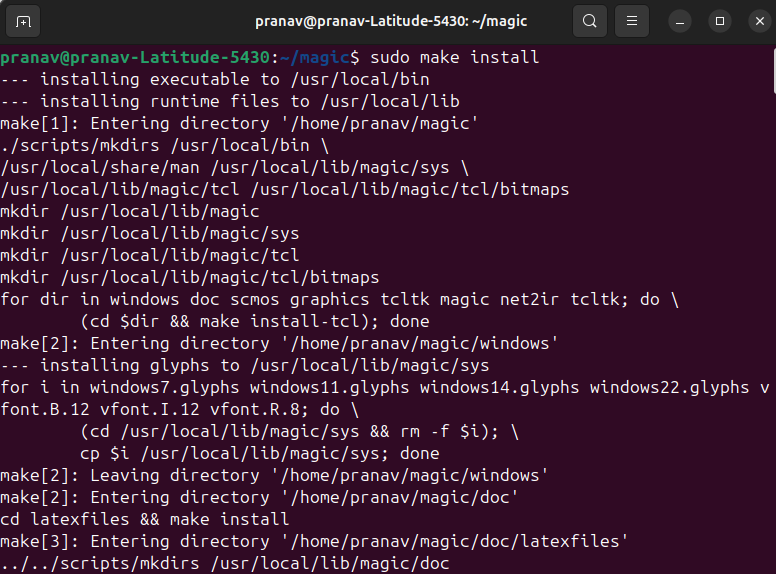 pranav@pranav-Latitude-5430: ~/magic
pranav@pranav-Latitude-5430:~/magic$ sudo make install
--- installing executable to /usr/local/bin
--- installing runtime files to /usr/local/lib
make[1]: Entering directory '/home/pranav/magic'
./scripts/mkdirs /usr/local/bin \
/usr/local/share/man /usr/local/lib/magic/sys \
/usr/local/lib/magic/tcl /usr/local/lib/magic/tcl/bitmaps
mkdir /usr/local/lib/magic
mkdir /usr/local/lib/magic/sys
mkdir /usr/local/lib/magic/tcl
mkdir /usr/local/lib/magic/tcl/bitmaps
for dir in windows doc scmos graphics tcltk magic net2ir tcltk; do \
        (cd $dir && make install-tcl); done
make[2]: Entering directory '/home/pranav/magic/windows'
--- installing glyphs to /usr/local/lib/magic/sys
for i in windows7.glyphs windows11.glyphs windows14.glyphs windows22.glyphs v
font.B.12 vfont.I.12 vfont.R.8; do \
        (cd /usr/local/lib/magic/sys && rm -f $i); \
        cp $i /usr/local/lib/magic/sys; done
make[2]: Leaving directory '/home/pranav/magic/windows'
make[2]: Entering directory '/home/pranav/magic/doc'
cd latexfiles && make install
make[3]: Entering directory '/home/pranav/magic/doc/latexfiles'
../../scripts/mkdirs /usr/local/lib/magic/doc